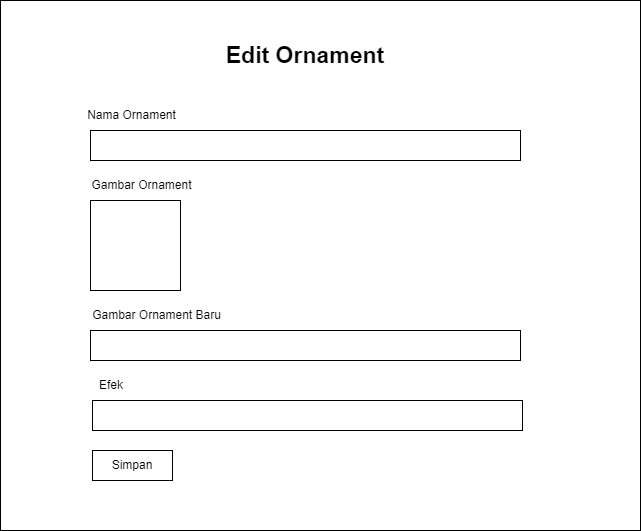 Edit Ornament
Nama Ornament
Gambar Ornament
Gambar Ornament Baru
Efek
Simpan